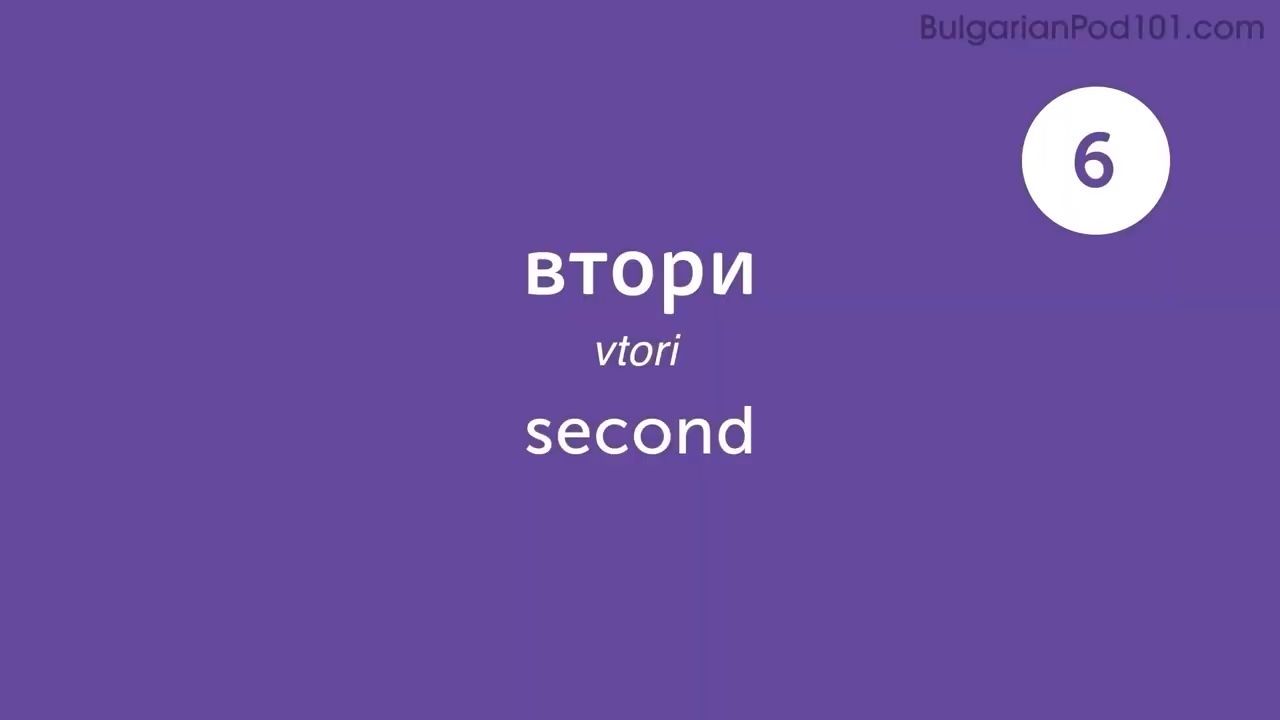 BulgarianPod101.com
6
втори
vtori
second